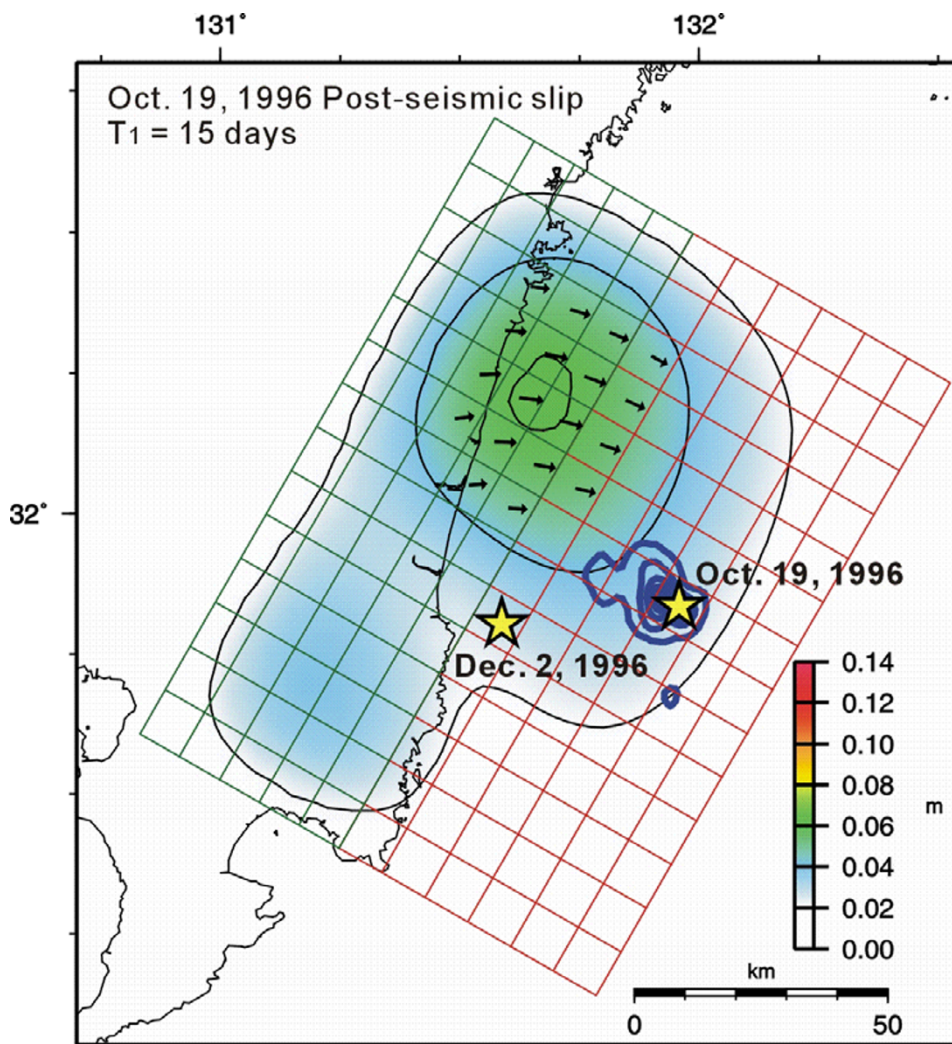 131° 132°
Oct. 19, 1996 Post-seismic slip
T1 = 15 days
32°
Oct. 19, 1996
Dec. 2, 1996
0.14
0.12
0.10
0.08
m
0.06
0.04
0.02
0.00
km
0 50